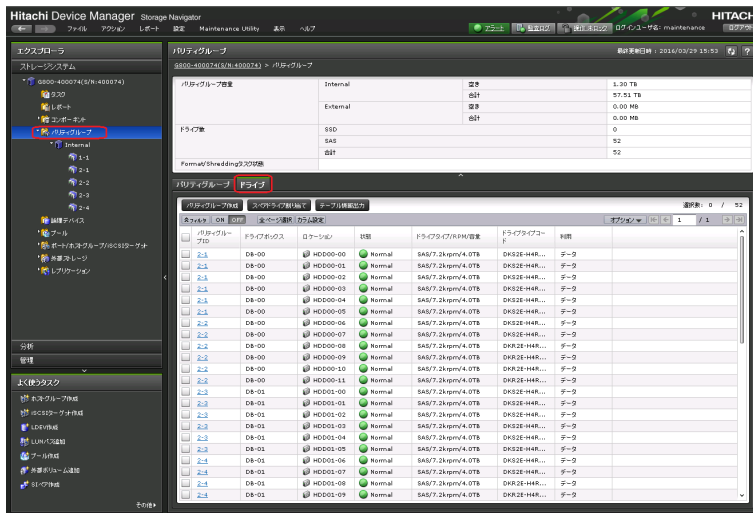 Hitachi Device Manager Storage Navigator
HITACHI
ファイル アクション レポート 設定 Maintenance Utility 表示 ヘルプ
アラート 監査ログ ログインユーザ名: maintenance ログアウト
エクスプローラ
ストレージシステム
G800-400074(S/N:400074)
タスク
レポート
コンポーネント
パリティグループ
Internal
1-1
2-1
2-2
2-3
2-4
論理デバイス
プール
ポート/ホストグループ/iSCSIターゲット
外部ストレージ
レプリケーション
分析
管理
よく使うタスク
ホストグループ作成
iSCSIターゲット作成
LDEV作成
LUNパス追加
プール作成
外部ボリューム追加
SIペア作成
その他
パリティグループ
最終更新日時 : 2016/03/29 15:53
G800-400074(S/N:400074) > パリティグループ
パリティグループ容量 Internal 空き 1.30 TB
合計 57.51 TB
External 空き 0.00 MB
合計 0.00 MB
ドライブ数 SSD 0
SAS 52
合計 52
Format/Shreddingタスク状態
パリティグループ ドライブ
パリティグループ作成 スペアドライブ割り当て テーブル情報出力 選択数: 0 / 52
フィルタ ON OFF 全ページ選択 カラム設定 オプション 1 / 1
パリティグループID ドライブボックス ロケーション 状態 ドライブタイプ/RPM/容量 ドライブタイプコード 利用
2-1 DB-00 HDD00-00 Normal SAS/7.2krpm/4.0TB DKS2E-H4R... データ
2-1 DB-00 HDD00-01 Normal SAS/7.2krpm/4.0TB DKS2E-H4R... データ
2-1 DB-00 HDD00-02 Normal SAS/7.2krpm/4.0TB DKS2E-H4R... データ
2-1 DB-00 HDD00-03 Normal SAS/7.2krpm/4.0TB DKS2E-H4R... データ
2-1 DB-00 HDD00-04 Normal SAS/7.2krpm/4.0TB DKS2E-H4R... データ
2-1 DB-00 HDD00-05 Normal SAS/7.2krpm/4.0TB DKS2E-H4R... データ
2-2 DB-00 HDD00-06 Normal SAS/7.2krpm/4.0TB DKR2E-H4R... データ
2-2 DB-00 HDD00-07 Normal SAS/7.2krpm/4.0TB DKS2E-H4R... データ
2-2 DB-00 HDD00-08 Normal SAS/7.2krpm/4.0TB DKS2E-H4R... データ
2-2 DB-00 HDD00-09 Normal SAS/7.2krpm/4.0TB DKR2E-H4R... データ
2-2 DB-00 HDD00-10 Normal SAS/7.2krpm/4.0TB DKR2E-H4R... データ
2-2 DB-00 HDD00-11 Normal SAS/7.2krpm/4.0TB DKR2E-H4R... データ
2-3 DB-01 HDD01-00 Normal SAS/7.2krpm/4.0TB DKR2E-H4R... データ
2-3 DB-01 HDD01-01 Normal SAS/7.2krpm/4.0TB DKS2E-H4R... データ
2-3 DB-01 HDD01-02 Normal SAS/7.2krpm/4.0TB DKS2E-H4R... データ
2-3 DB-01 HDD01-03 Normal SAS/7.2krpm/4.0TB DKS2E-H4R... データ
2-3 DB-01 HDD01-04 Normal SAS/7.2krpm/4.0TB DKS2E-H4R... データ
2-3 DB-01 HDD01-05 Normal SAS/7.2krpm/4.0TB DKS2E-H4R... データ
2-4 DB-01 HDD01-06 Normal SAS/7.2krpm/4.0TB DKR2E-H4R... データ
2-4 DB-01 HDD01-07 Normal SAS/7.2krpm/4.0TB DKS2E-H4R... データ
2-4 DB-01 HDD01-08 Normal SAS/7.2krpm/4.0TB DKR2E-H4R... データ
2-4 DB-01 HDD01-09 Normal SAS/7.2krpm/4.0TB DKR2E-H4R... データ